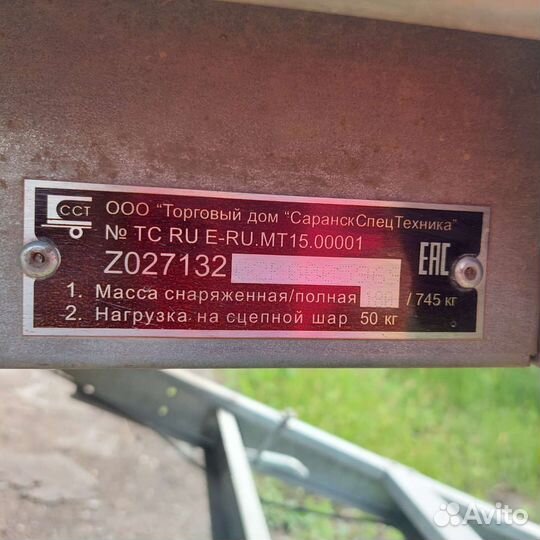 ССТ
ООО "Торговый дом "СаранскСпецТехника"
№ ТС RU E-RU.MT15.00001
Z027132
EAC
1. Масса снаряженная/полная /745 кг
2. Нагрузка на сцепной шар 50 кг
Avito